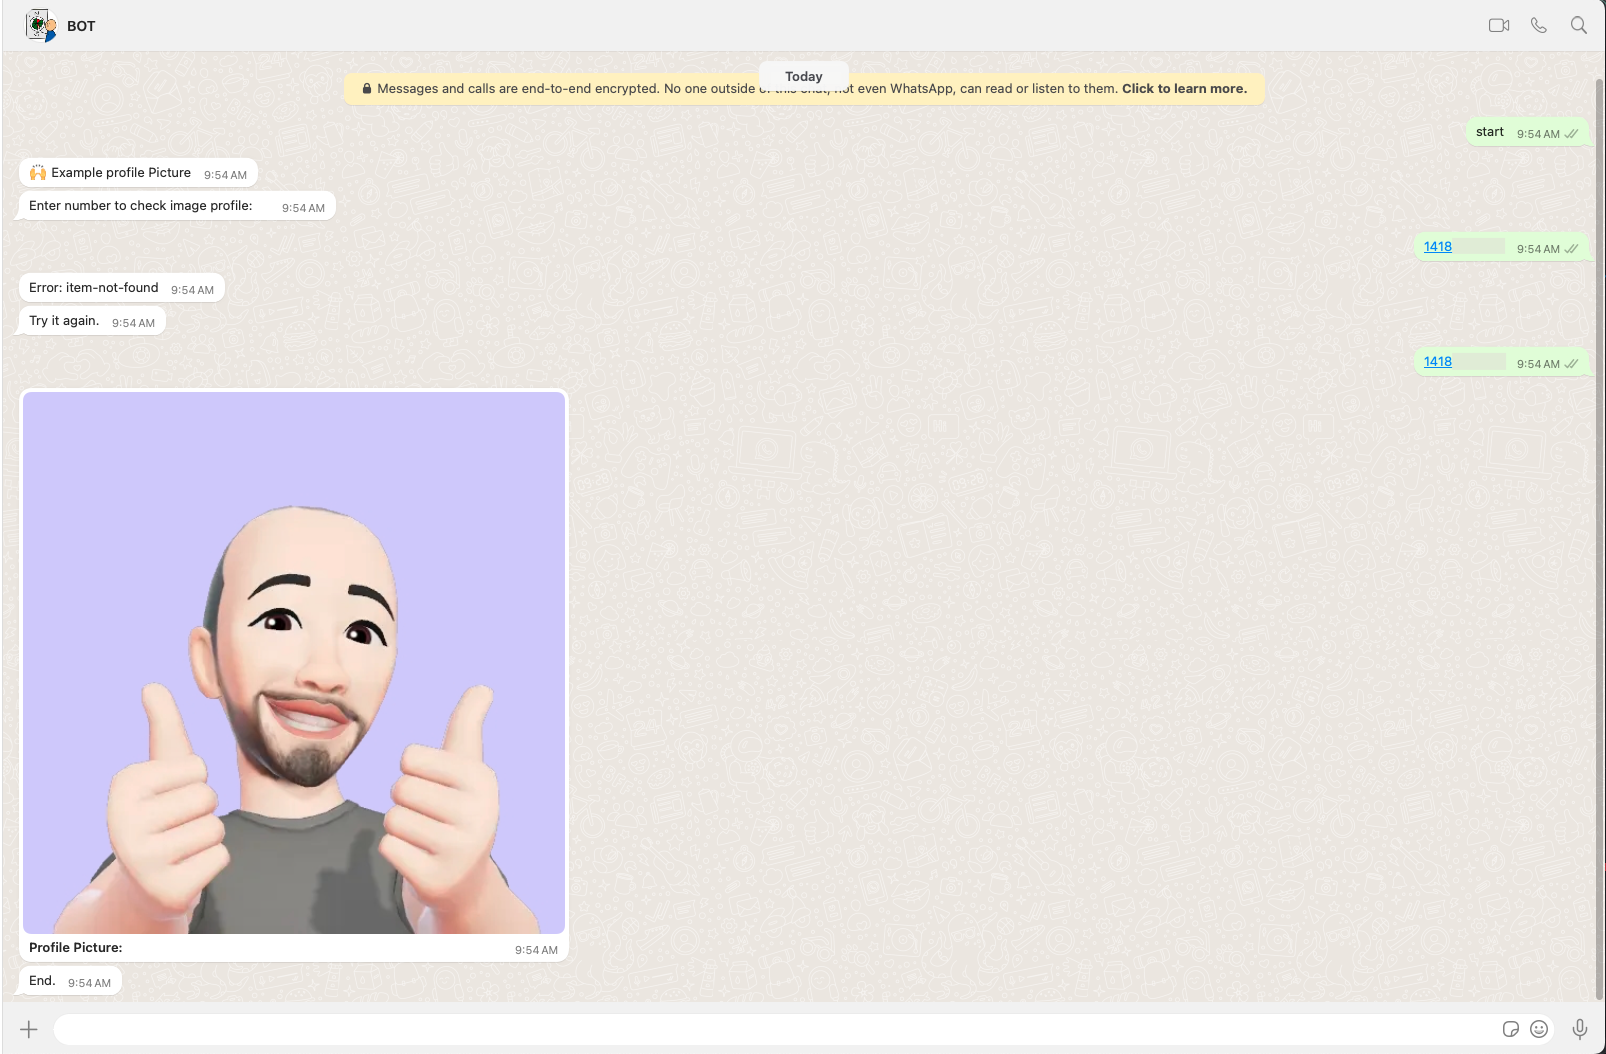 BOT
Today
Messages and calls are end-to-end encrypted. No one outside of this chat, not even WhatsApp, can read or listen to them. Click to learn more.
start 9:54 AM
🙌 Example profile Picture 9:54 AM
Enter number to check image profile: 9:54 AM
1418 9:54 AM
Error: item-not-found 9:54 AM
Try it again. 9:54 AM
1418 9:54 AM
Profile Picture: 9:54 AM
End. 9:54 AM